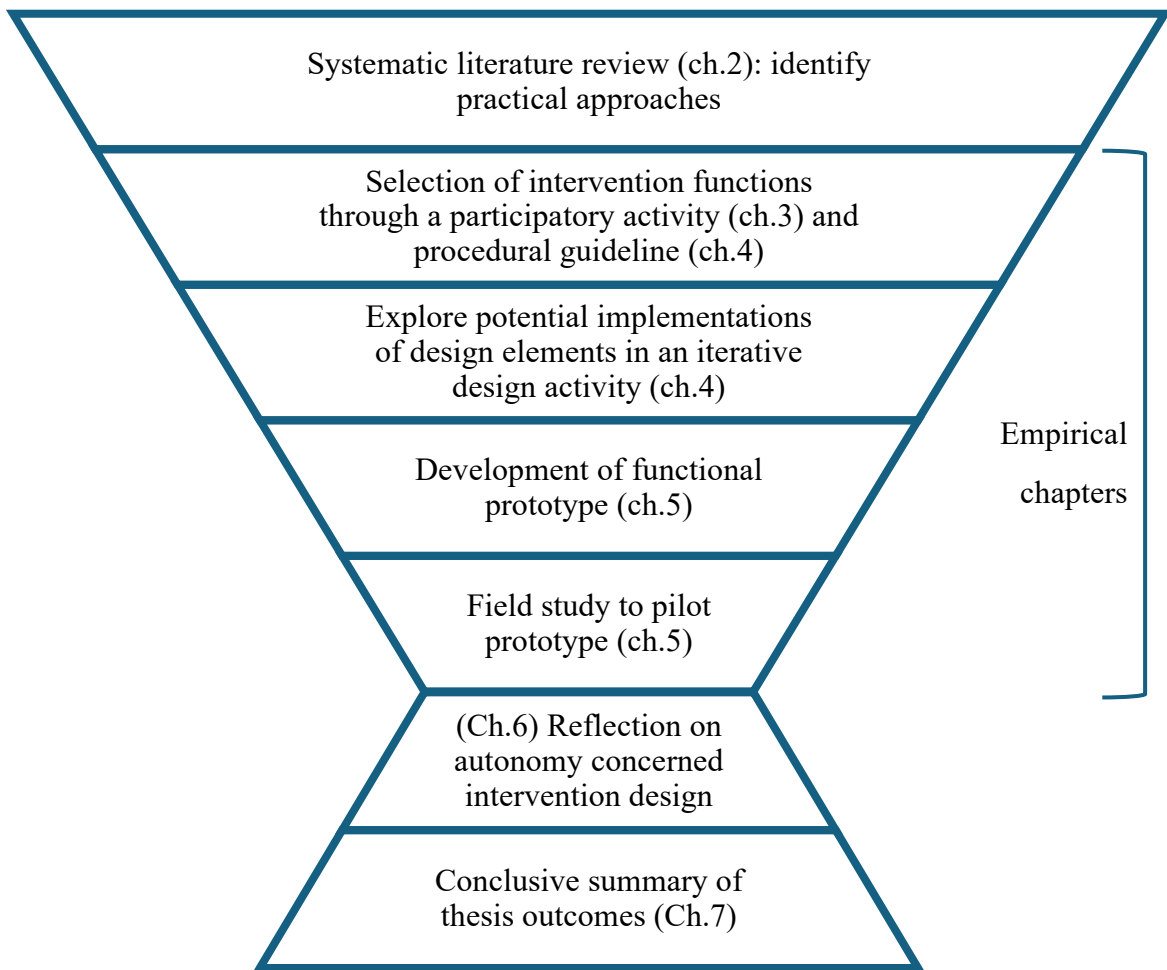 Systematic literature review (ch.2): identify
practical approaches
Selection of intervention functions
through a participatory activity (ch.3) and
procedural guideline (ch.4)
Explore potential implementations
of design elements in an iterative
design activity (ch.4)
Development of functional
prototype (ch.5)
Field study to pilot
prototype (ch.5)
(Ch.6) Reflection on
autonomy concerned
intervention design
Conclusive summary of
thesis outcomes (Ch.7)
Empirical
chapters